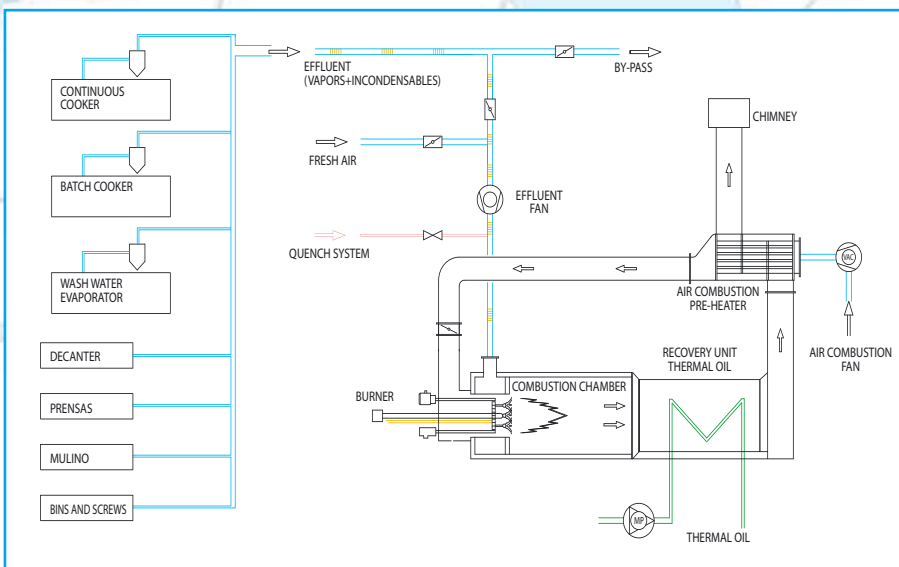 CONTINUOUS
COOKER
BATCH COOKER
WASH WATER
EVAPORATOR
DECANTER
PRENSAS
MULINO
BINS AND SCREWS
EFFLUENT
(VAPORS+INCONDENSABLES)
BY-PASS
FRESH AIR
EFFLUENT
FAN
QUENCH SYSTEM
CHIMNEY
VAC
AIR COMBUSTION
PRE-HEATER
AIR COMBUSTION
FAN
RECOVERY UNIT
THERMAL OIL
BURNER
COMBUSTION CHAMBER
MP
THERMAL OIL